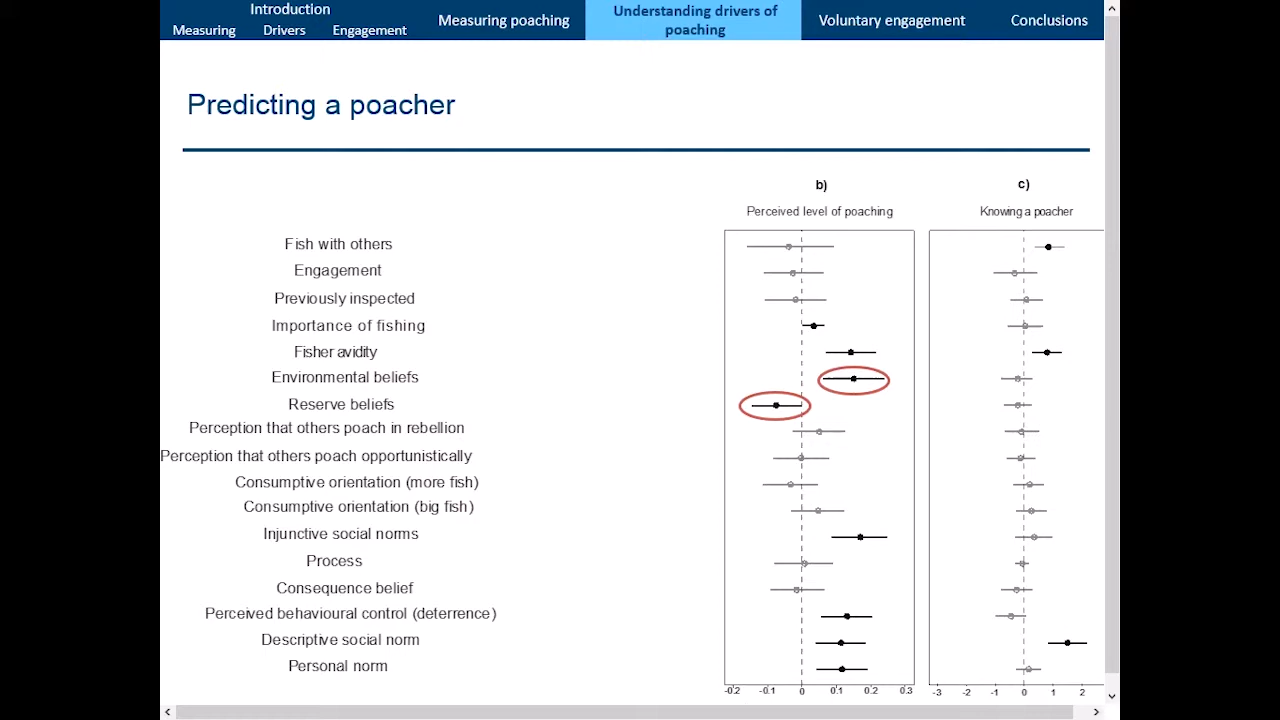 Introduction
Measuring Drivers Engagement
Measuring poaching
Understanding drivers of
poaching
Voluntary engagement
Conclusions
Predicting a poacher
b)
c)
Perceived level of poaching
Knowing a poacher
Fish with others
Engagement
Previously inspected
Importance of fishing
Fisher avidity
Environmental beliefs
Reserve beliefs
Perception that others poach in rebellion
Perception that others poach opportunistically
Consumptive orientation (more fish)
Consumptive orientation (big fish)
Injunctive social norms
Process
Consequence belief
Perceived behavioural control (deterrence)
Descriptive social norm
Personal norm
-0.2 -0.1 0 0.1 0.2 0.3
-3 -2 -1 0 1 2